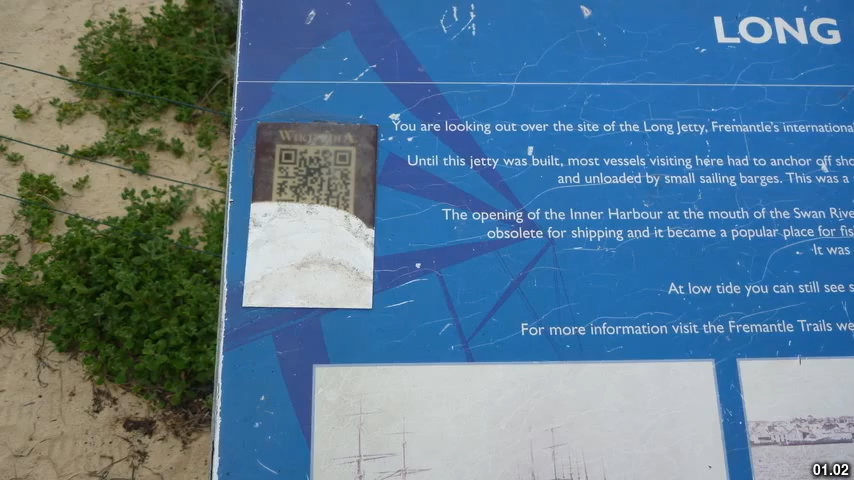 LONG
WIKIPEDIA
You are looking out over the site of the Long Jetty, Fremantle's internationa
Until this jetty was built, most vessels visiting here had to anchor off sho
and unloaded by small sailing barges. This was a
The opening of the Inner Harbour at the mouth of the Swan Rive
obsolete for shipping and it became a popular place for fis
It was
At low tide you can still see s
For more information visit the Fremantle Trails we
01.02